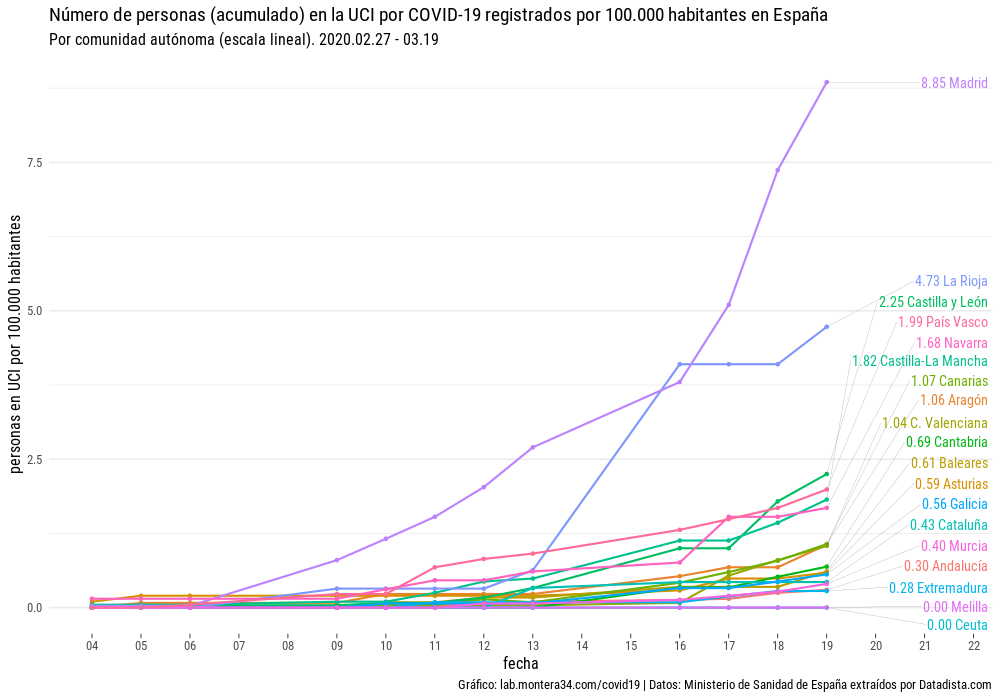 Número de personas (acumulado) en la UCI por COVID-19 registrados por 100.000 habitantes en España
Por comunidad autónoma (escala lineal). 2020.02.27 - 03.19
personas en UCI por 100.000 habitantes
7.5
5.0
2.5
0.0
8.85 Madrid
4.73 La Rioja
2.25 Castilla y León
1.99 País Vasco
1.68 Navarra
1.82 Castilla-La Mancha
1.07 Canarias
1.06 Aragón
1.04 C. Valenciana
0.69 Cantabria
0.61 Baleares
0.59 Asturias
0.56 Galicia
0.43 Cataluña
0.40 Murcia
0.30 Andalucía
0.28 Extremadura
0.00 Melilla
0.00 Ceuta
04 05 06 07 08 09 10 11 12 13 14 15 16 17 18 19 20 21 22
fecha
Gráfico: lab.montera34.com/covid19 | Datos: Ministerio de Sanidad de España extraídos por Datadista.com